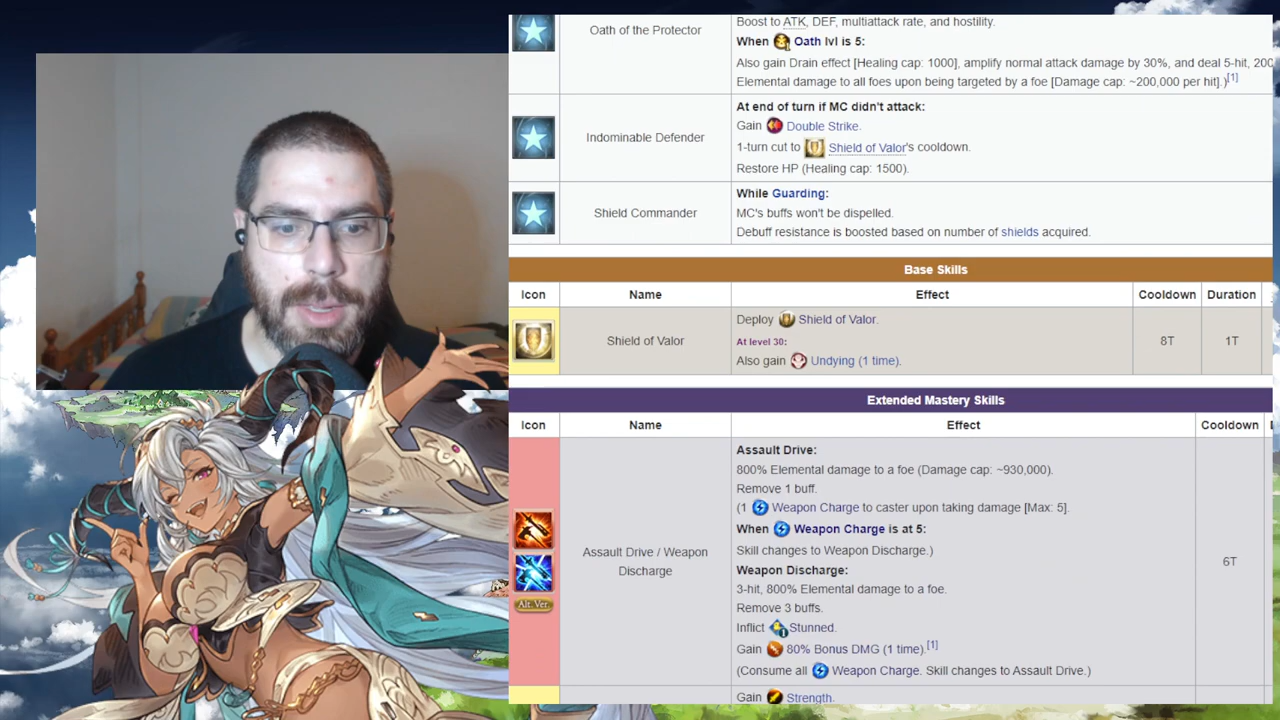 Oath of the Protector
Boost to ATK, DEF, multiattack rate, and hostility.
When Oath lvl is 5:
Also gain Drain effect [Healing cap: 1000], amplify normal attack damage by 30%, and deal 5-hit, 200
Elemental damage to all foes upon being targeted by a foe [Damage cap: ~200,000 per hit].)[1]
Indominable Defender
At end of turn if MC didn't attack:
Gain Double Strike.
1-turn cut to Shield of Valor's cooldown.
Restore HP (Healing cap: 1500).
Shield Commander
While Guarding:
MC's buffs won't be dispelled.
Debuff resistance is boosted based on number of shields acquired.
Base Skills
Icon Name Effect Cooldown Duration
Shield of Valor
Deploy Shield of Valor.
At level 30:
Also gain Undying (1 time).
8T 1T
Extended Mastery Skills
Icon Name Effect Cooldown
Alt. Ver.
Assault Drive / Weapon
Discharge
Assault Drive:
800% Elemental damage to a foe (Damage cap: ~930,000).
Remove 1 buff.
(1 Weapon Charge to caster upon taking damage [Max: 5].
When Weapon Charge is at 5:
Skill changes to Weapon Discharge.)
Weapon Discharge:
3-hit, 800% Elemental damage to a foe.
Remove 3 buffs.
Inflict Stunned.
Gain 80% Bonus DMG (1 time).[1]
(Consume all Weapon Charge. Skill changes to Assault Drive.)
6T
Gain Strength.